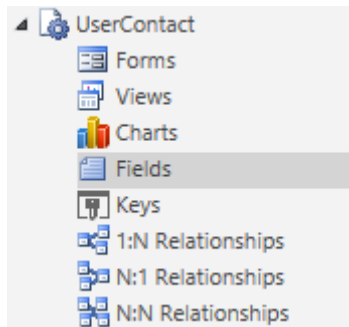 UserContact
Forms
Views
Charts
Fields
Keys
1:N Relationships
N:1 Relationships
N:N Relationships